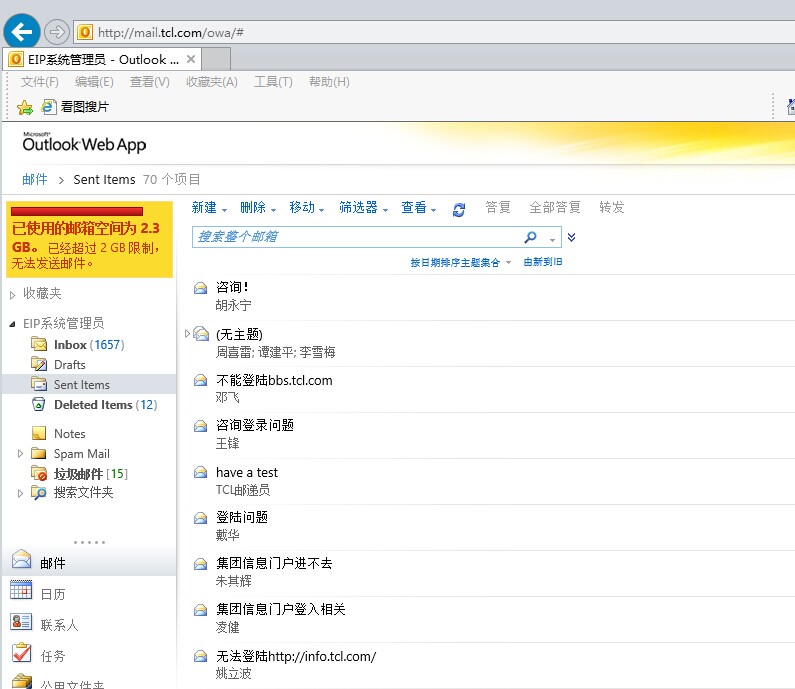 http://mail.tcl.com/owa/#
EIP系统管理员 - Outlook ...
文件(F) 编辑(E) 查看(V) 收藏夹(A) 工具(T) 帮助(H)
看图搜片
Microsoft
Outlook Web App
邮件 > Sent Items 70 个项目
已使用的邮箱空间为 2.3
GB。 已经超过 2 GB 限制，
无法发送邮件。
收藏夹
EIP系统管理员
Inbox (1657)
Drafts
Sent Items
Deleted Items (12)
Notes
Spam Mail
垃圾邮件 [15]
搜索文件夹
邮件
日历
联系人
任务
公用文件夹
新建 删除 移动 筛选器 查看 答复 全部答复 转发
搜索整个邮箱
按日期排序主题集合 由新到旧
咨询！
胡永宁
(无主题)
周喜雷; 谭建平; 李雪梅
不能登陆bbs.tcl.com
邓飞
咨询登录问题
王锋
have a test
TCL邮递员
登陆问题
戴华
集团信息门户进不去
朱其辉
集团信息门户登入相关
凌健
无法登陆http://info.tcl.com/
姚立波